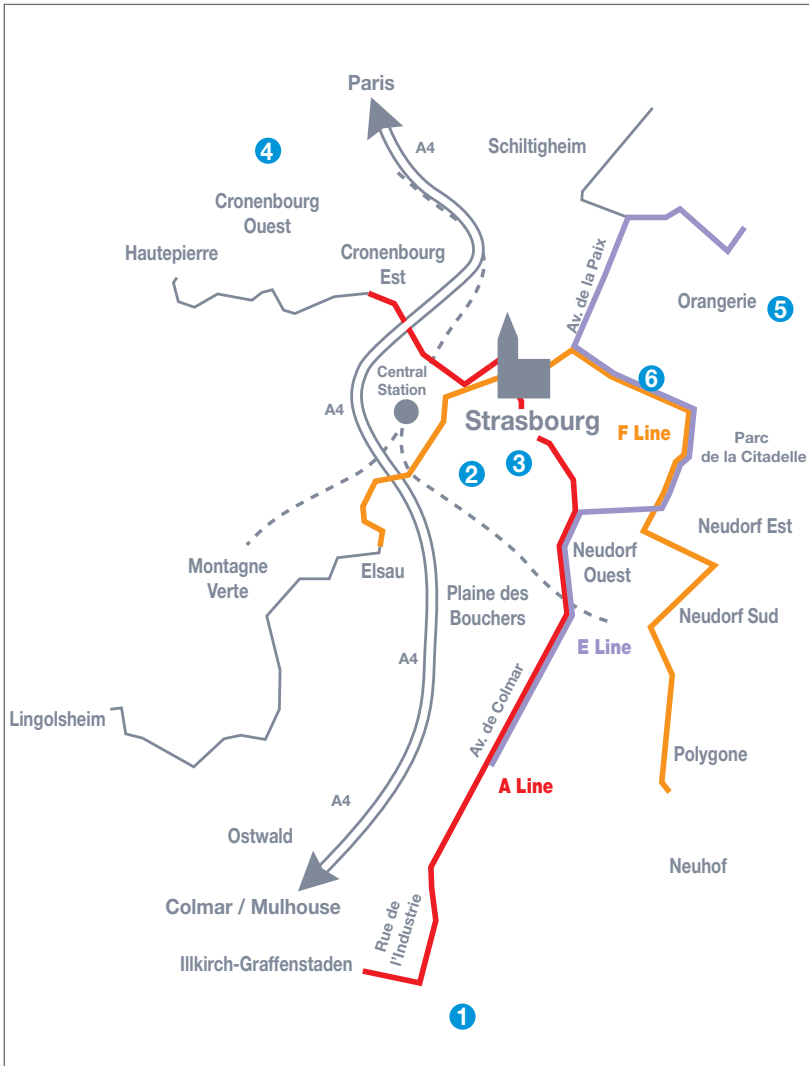 Paris
A4
Schiltigheim
4
Cronenbourg
Ouest
Hautepierre
Cronenbourg
Est
Av. de la Paix
Orangerie
5
Central
Station
6
A4
Strasbourg
F Line
Parc
de la Citadelle
2
3
Neudorf Est
Montagne
Verte
Elsau
Neudorf
Ouest
Plaine des
Bouchers
Neudorf Sud
E Line
A4
Lingolsheim
Av. de Colmar
Polygone
A Line
A4
Ostwald
Neuhof
Colmar / Mulhouse
Rue de
l'Industrie
Illkirch-Graffenstaden
1